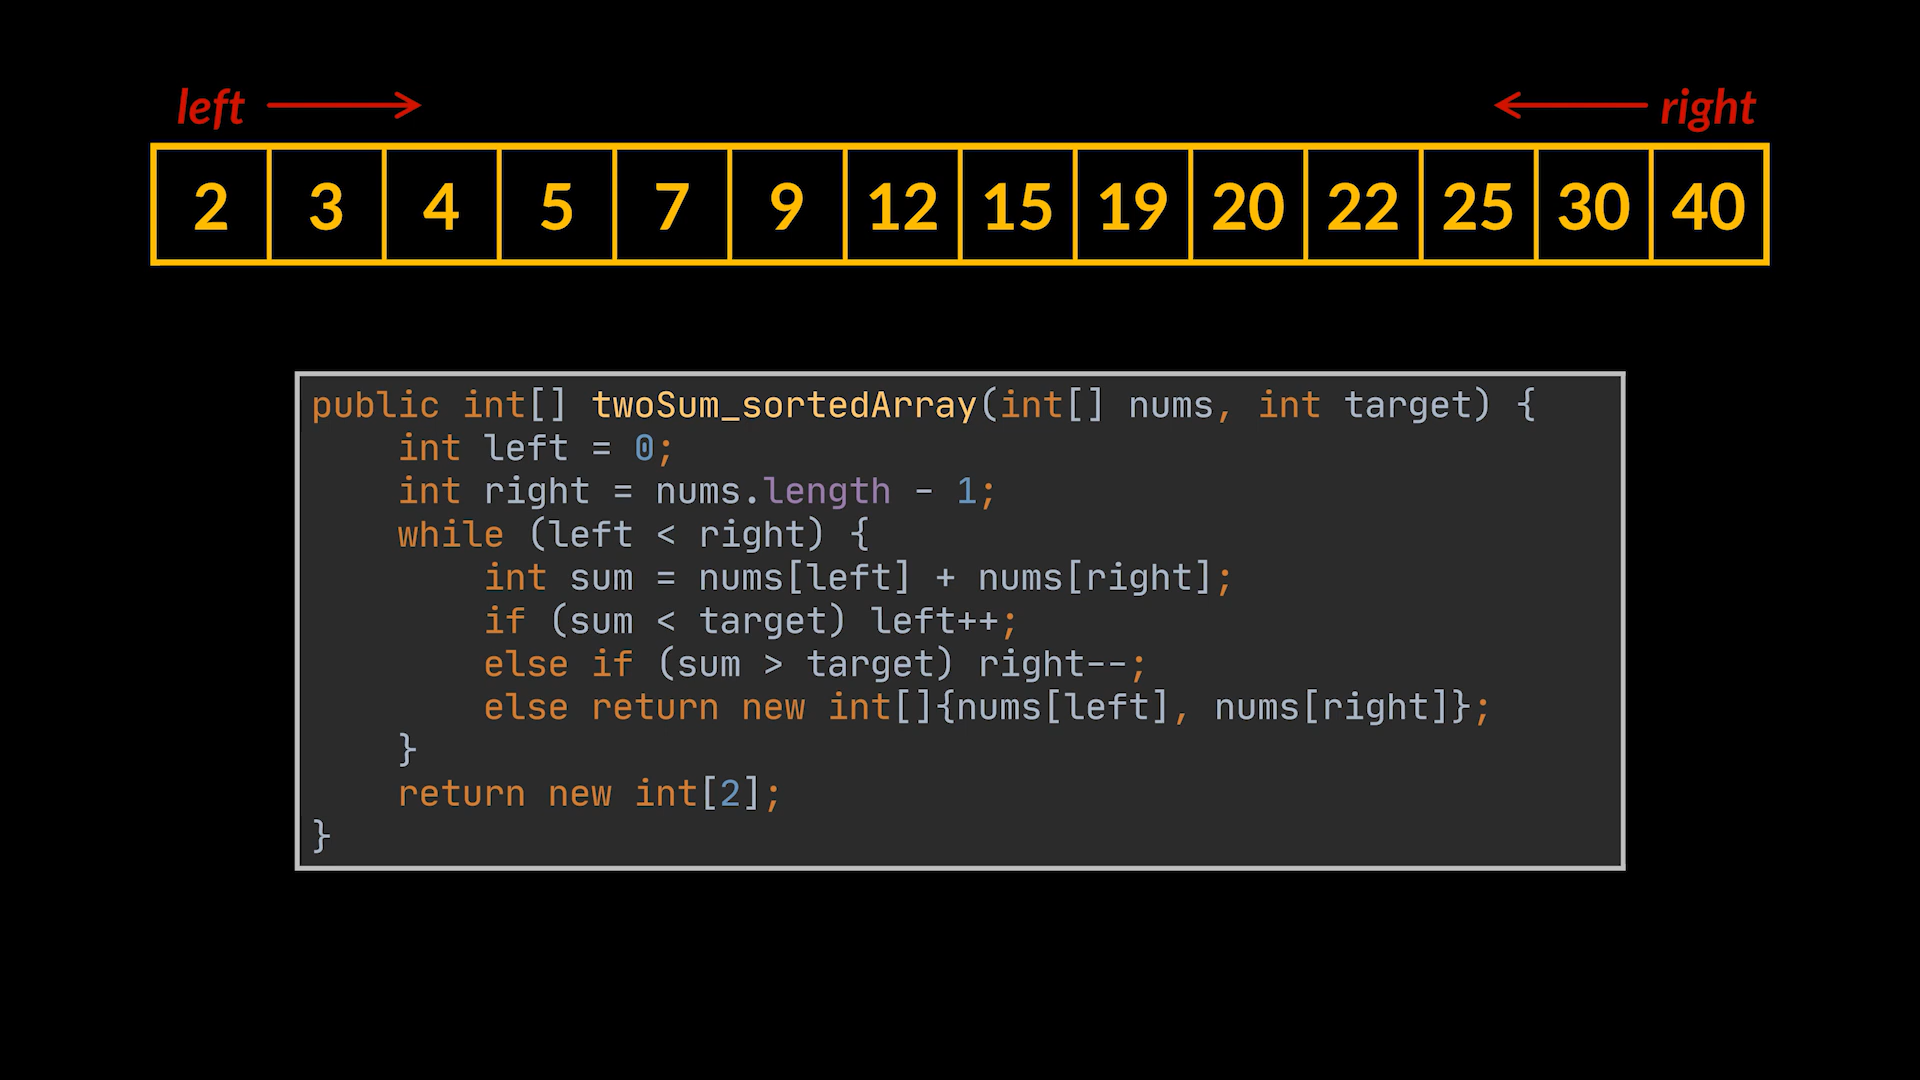 left right
2 3 4 5 7 9 12 15 19 20 22 25 30 40
public int[] twoSum_sortedArray(int[] nums, int target) {
    int left = 0;
    int right = nums.length - 1;
    while (left < right) {
        int sum = nums[left] + nums[right];
        if (sum < target) left++;
        else if (sum > target) right--;
        else return new int[]{nums[left], nums[right]};
    }
    return new int[2];
}